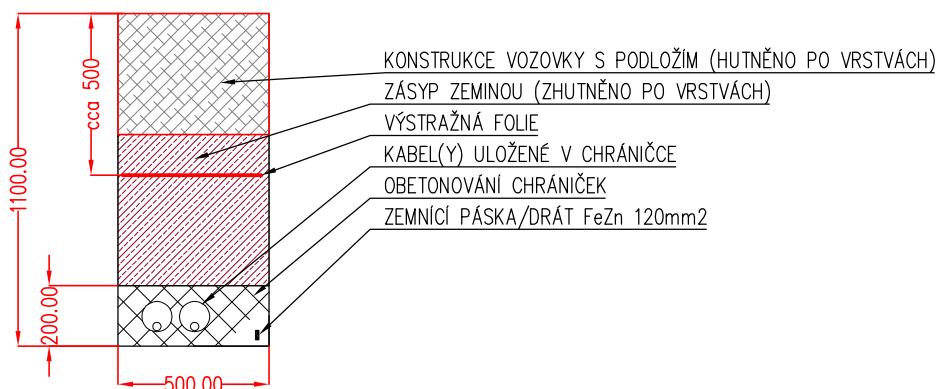 KONSTRUKCE VOZOVKY S PODLOŽÍM (HUTNĚNO PO VRSTVÁCH)
ZÁSYP ZEMINOU (ZHUTNĚNO PO VRSTVÁCH)
VÝSTRAŽNÁ FOLIE
KABEL(Y) ULOŽENÉ V CHRÁNIČCE
OBETONOVÁNÍ CHRÁNIČEK
ZEMNÍCÍ PÁSKA/DRÁT FeZn 120mm2
1100.00
cca 500
200.00
500.00